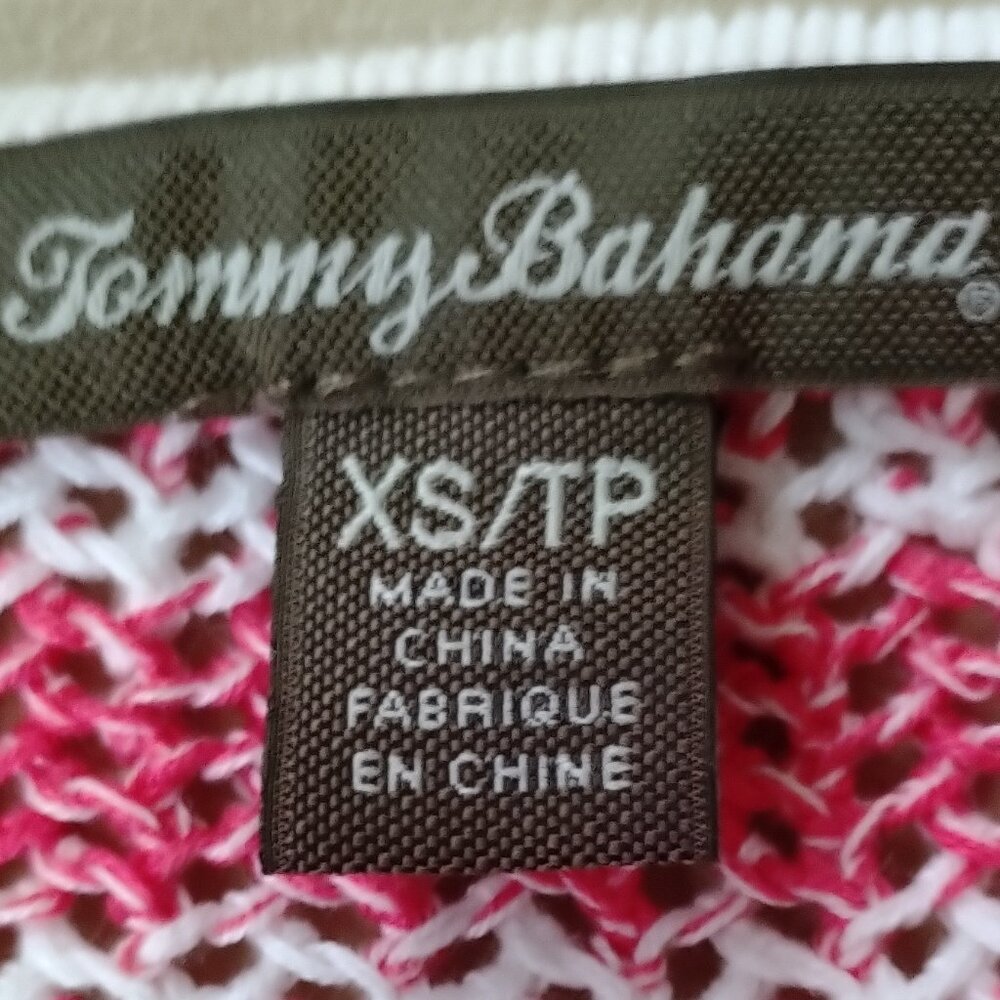 Tommy Bahama®
XS/TP
MADE IN
CHINA
FABRIQUE
EN CHINE